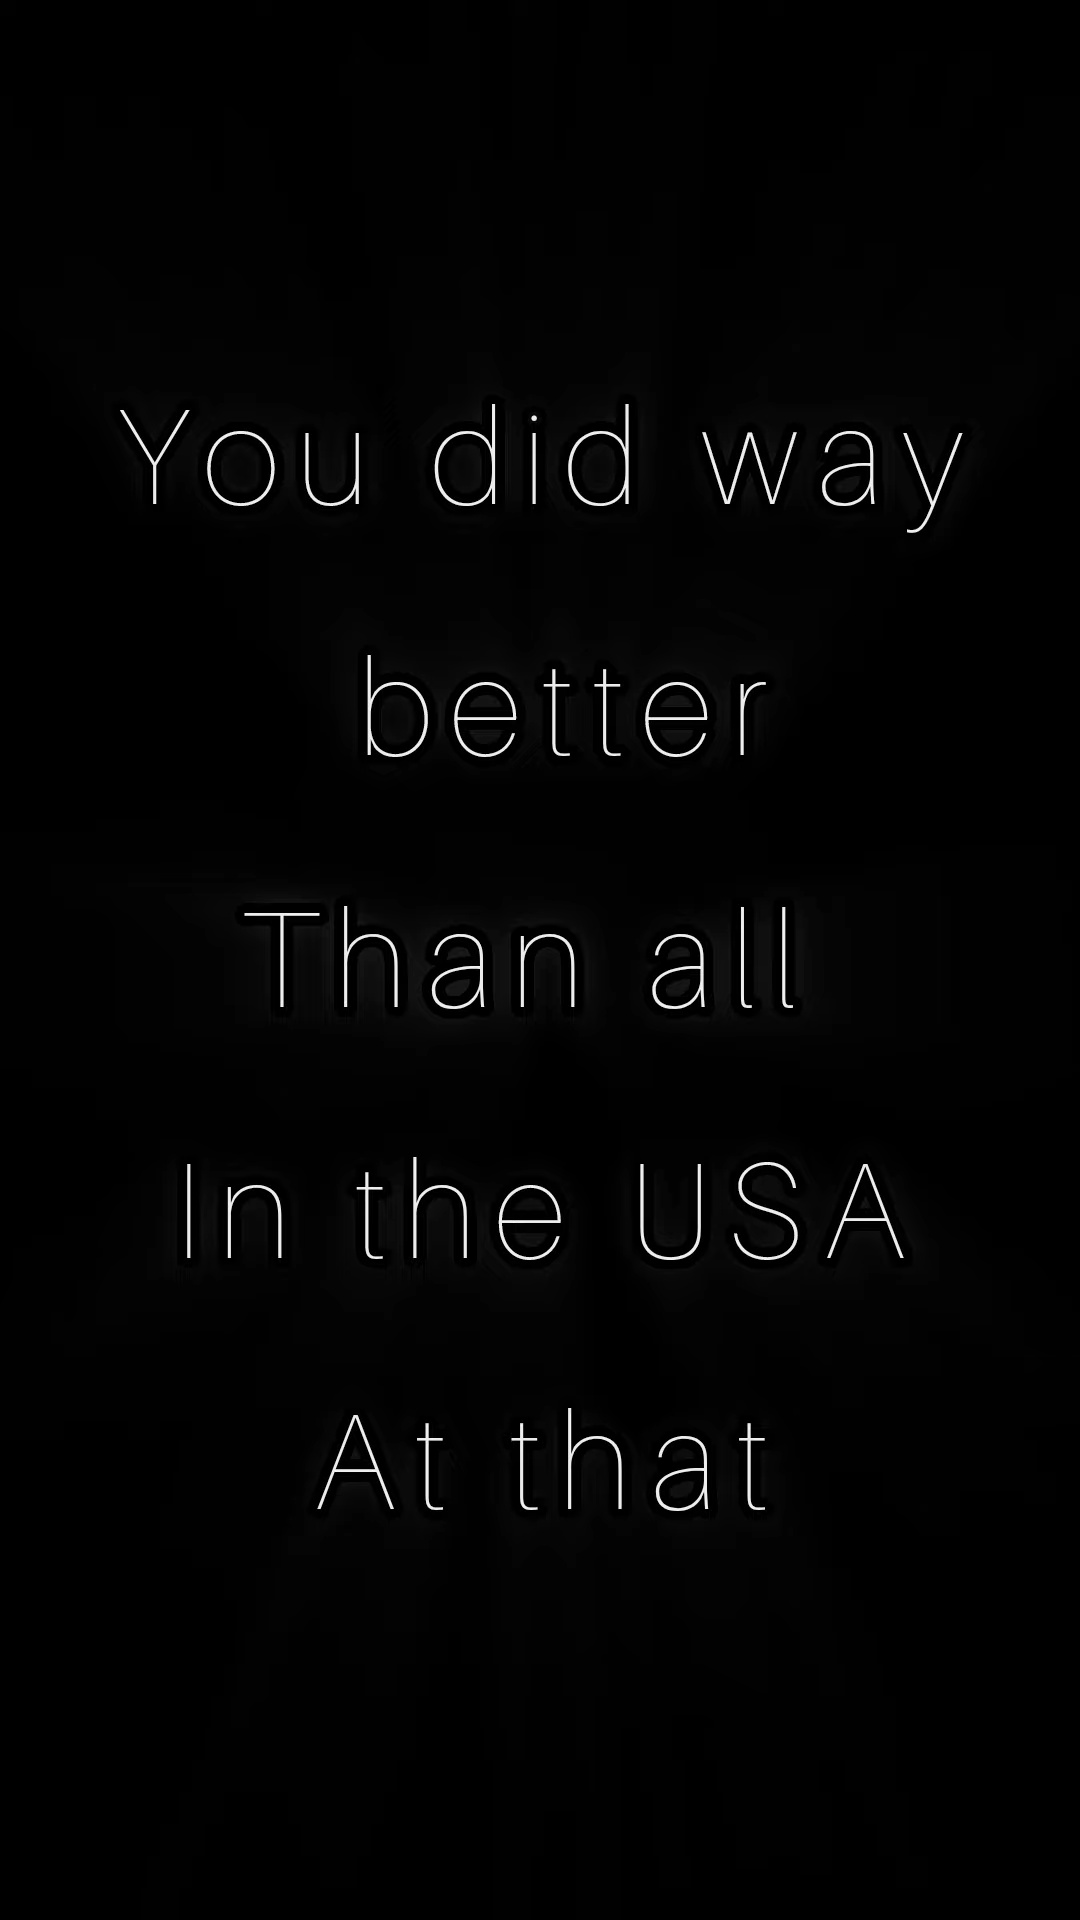 You did way
better
Than all
In the USA
At that